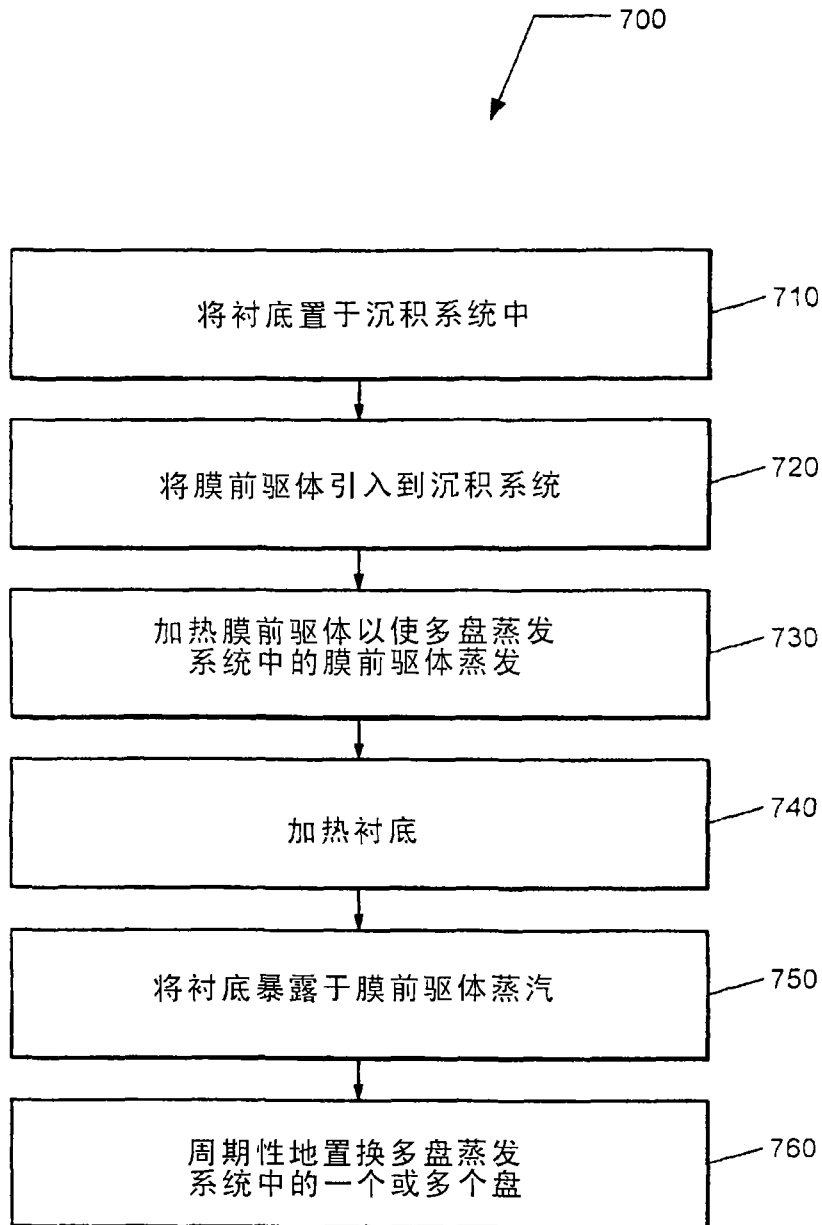 700
将衬底置于沉积系统中
710
将膜前驱体引入到沉积系统
720
加热膜前驱体以使多盘蒸发
系统中的膜前驱体蒸发
730
加热衬底
740
将衬底暴露于膜前驱体蒸汽
750
周期性地置换多盘蒸发
系统中的一个或多个盘
760